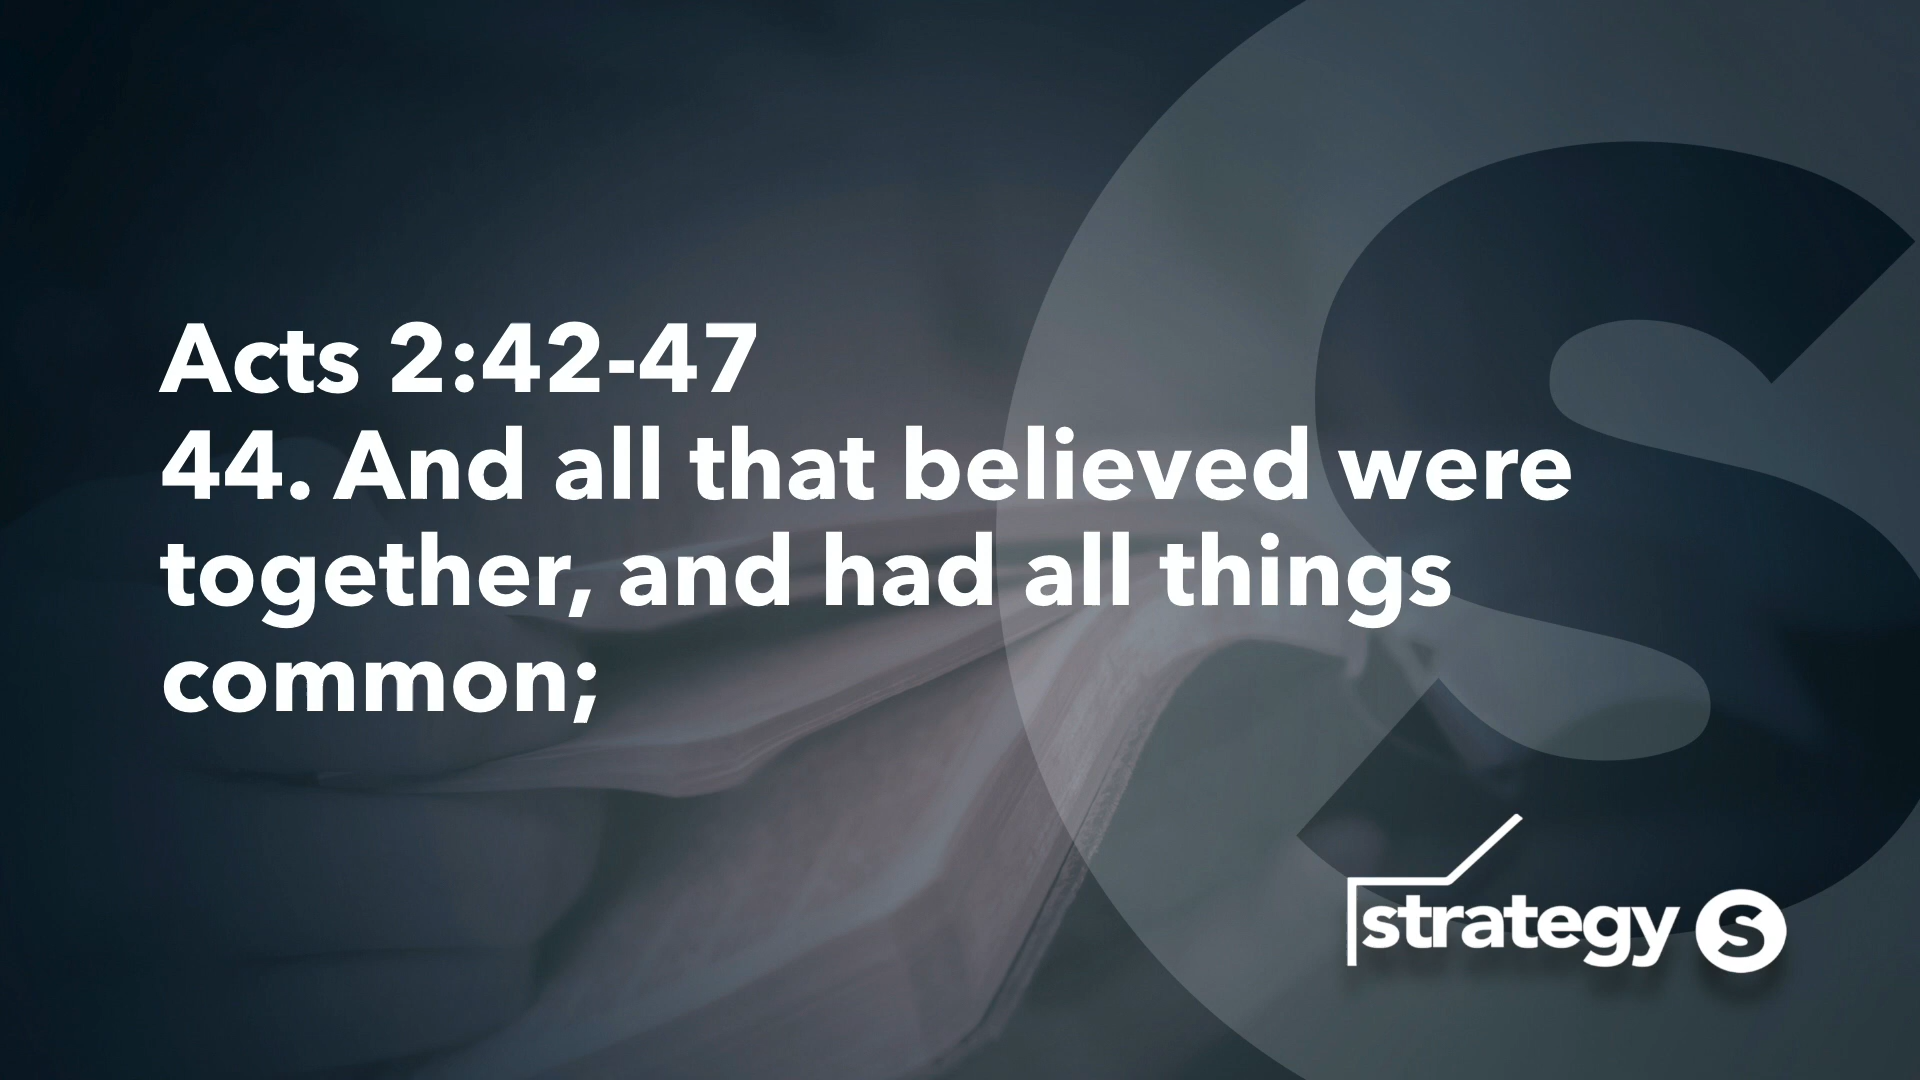 Acts 2:42-47
44. And all that believed were
together, and had all things
common;
strategy S
S